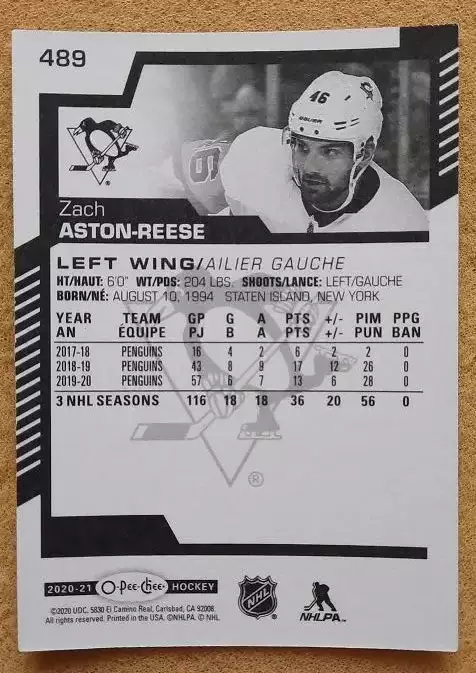 489
46
BAUER
9
Zach
ASTON-REESE
LEFT WING/AILIER GAUCHE
HT/HAUT: 6'0" WT/PDS: 204 LBS. SHOOTS/LANCE: LEFT/GAUCHE
BORN/NÉ: AUGUST 10, 1994 STATEN ISLAND, NEW YORK
YEAR TEAM GP G A PTS +/- PIM PPG
AN ÉQUIPE PJ B A PTS +/- PUN BAN
2017-18 PENGUINS 16 4 2 6 2 2 0
2018-19 PENGUINS 43 8 9 17 12 26 0
2019-20 PENGUINS 57 6 7 13 6 28 0
3 NHL SEASONS 116 18 18 36 20 56 0
®
2020-21 O-Pee-Chee HOCKEY
©2020 UDC, 5830 El Camino Real, Carlsbad, CA 92008.
All rights reserved. Printed in the USA. ©NHLPA. © NHL
NHL
NHLPA